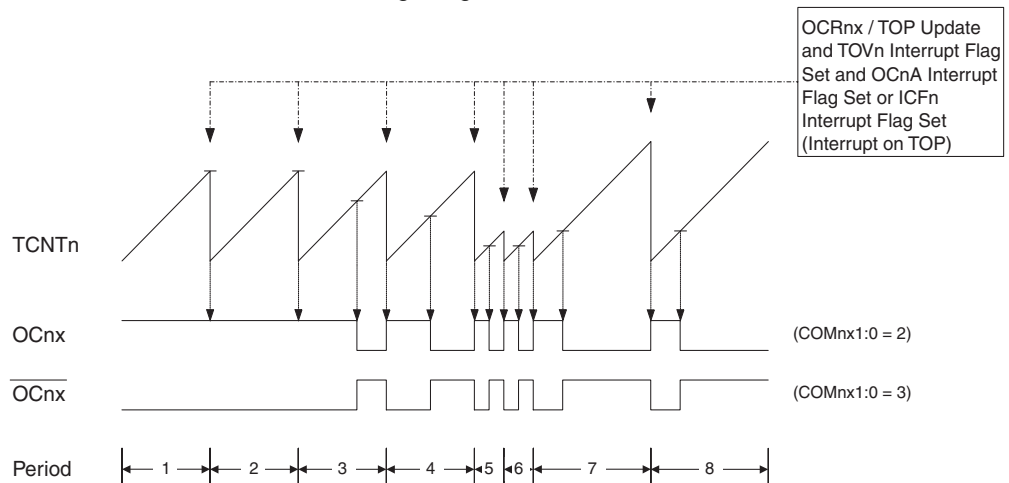 OCRnx / TOP Update
and TOVn Interrupt Flag
Set and OCnA Interrupt
Flag Set or ICFn
Interrupt Flag Set
(Interrupt on TOP)
TCNTn
OCnx
(COMnx1:0 = 2)
OCnx
(COMnx1:0 = 3)
Period 1 2 3 4 5 6 7 8